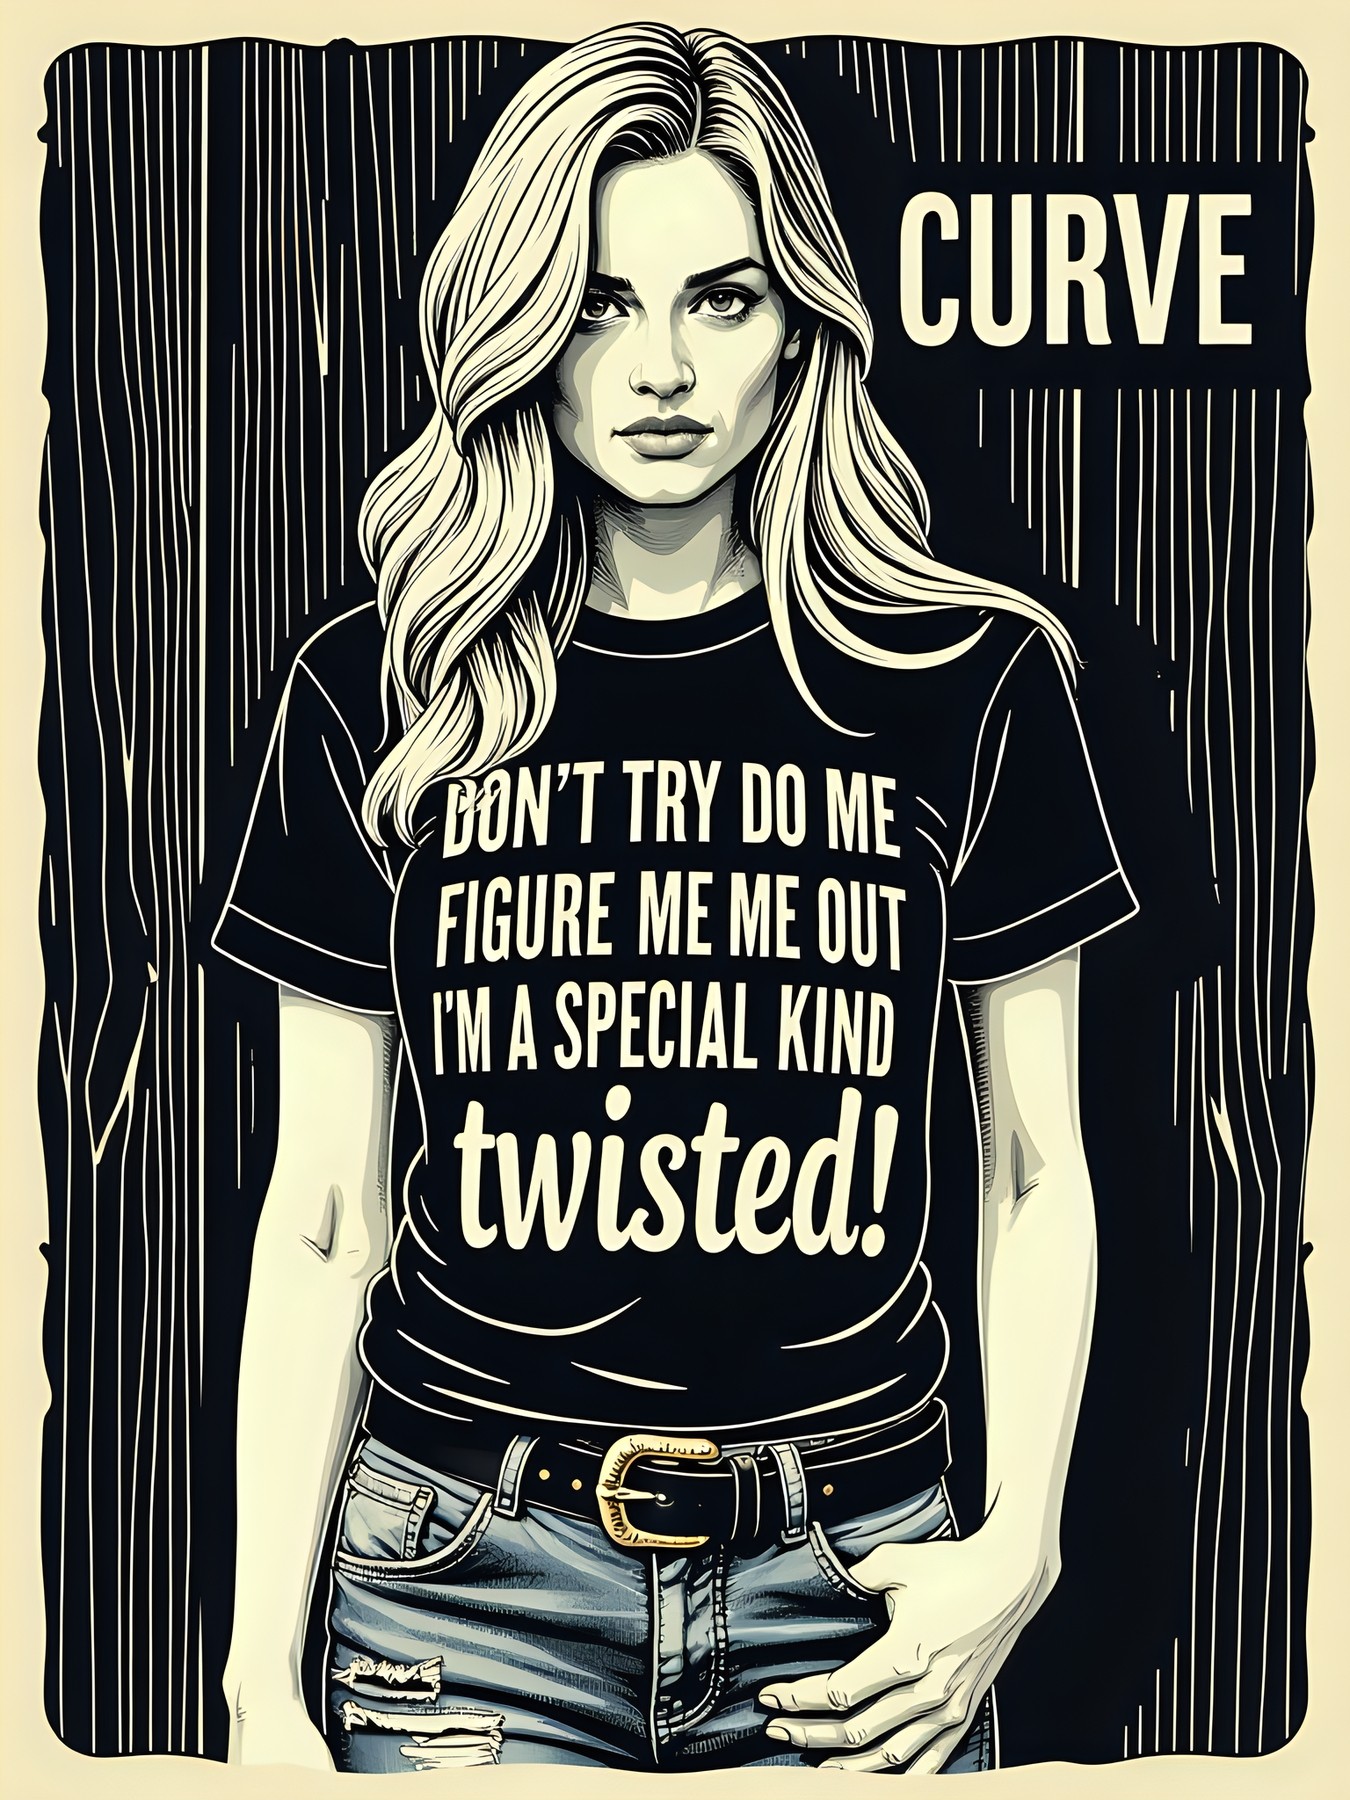 CURVE
DON'T TRY DO ME
FIGURE ME ME OUT
I'M A SPECIAL KIND
twisted!